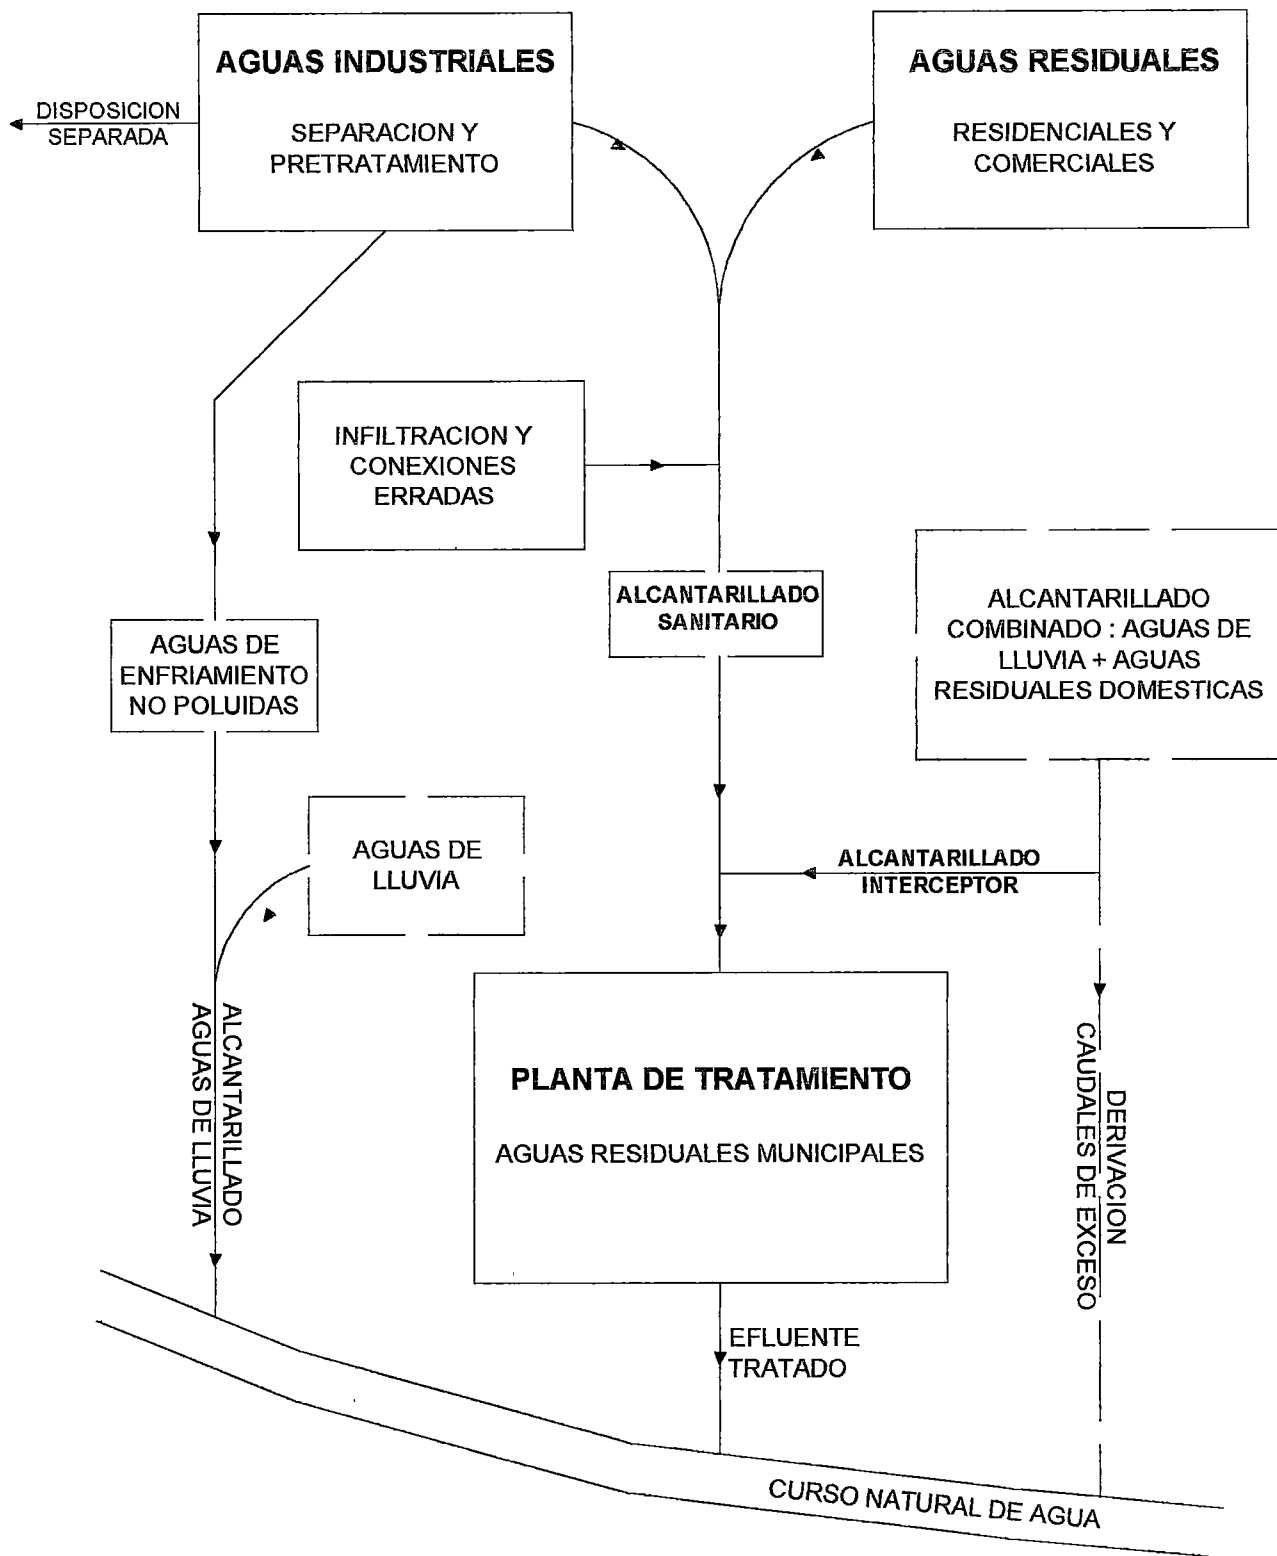 AGUAS INDUSTRIALES
SEPARACION Y
PRETRATAMIENTO
DISPOSICION
SEPARADA
AGUAS RESIDUALES
RESIDENCIALES Y
COMERCIALES
INFILTRACION Y
CONEXIONES
ERRADAS
ALCANTARILLADO
SANITARIO
ALCANTARILLADO
COMBINADO : AGUAS DE
LLUVIA + AGUAS
RESIDUALES DOMESTICAS
AGUAS DE
ENFRIAMIENTO
NO POLUIDAS
AGUAS DE
LLUVIA
ALCANTARILLADO
INTERCEPTOR
ALCANTARILLADO
AGUAS DE LLUVIA
PLANTA DE TRATAMIENTO
AGUAS RESIDUALES MUNICIPALES
DERIVACION
CAUDALES DE EXCESO
EFLUENTE
TRATADO
CURSO NATURAL DE AGUA